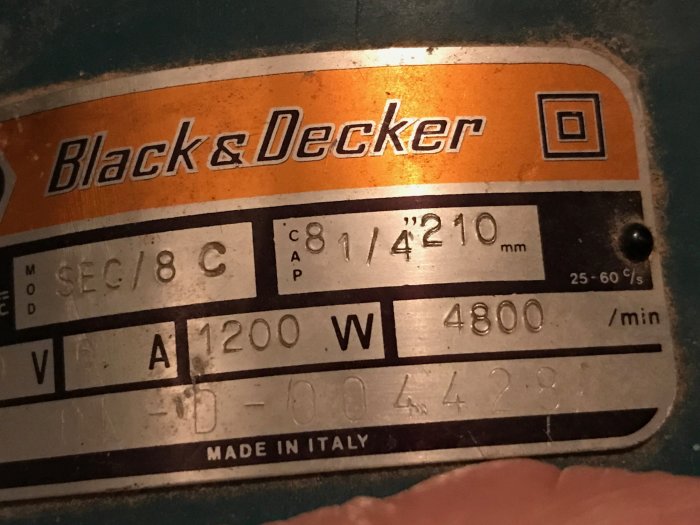 Black & Decker
MOD SEC/8 C CAP 8 1/4" 210 mm
25-60 c/s
V A 1200 W 4800 /min
MADE IN ITALY